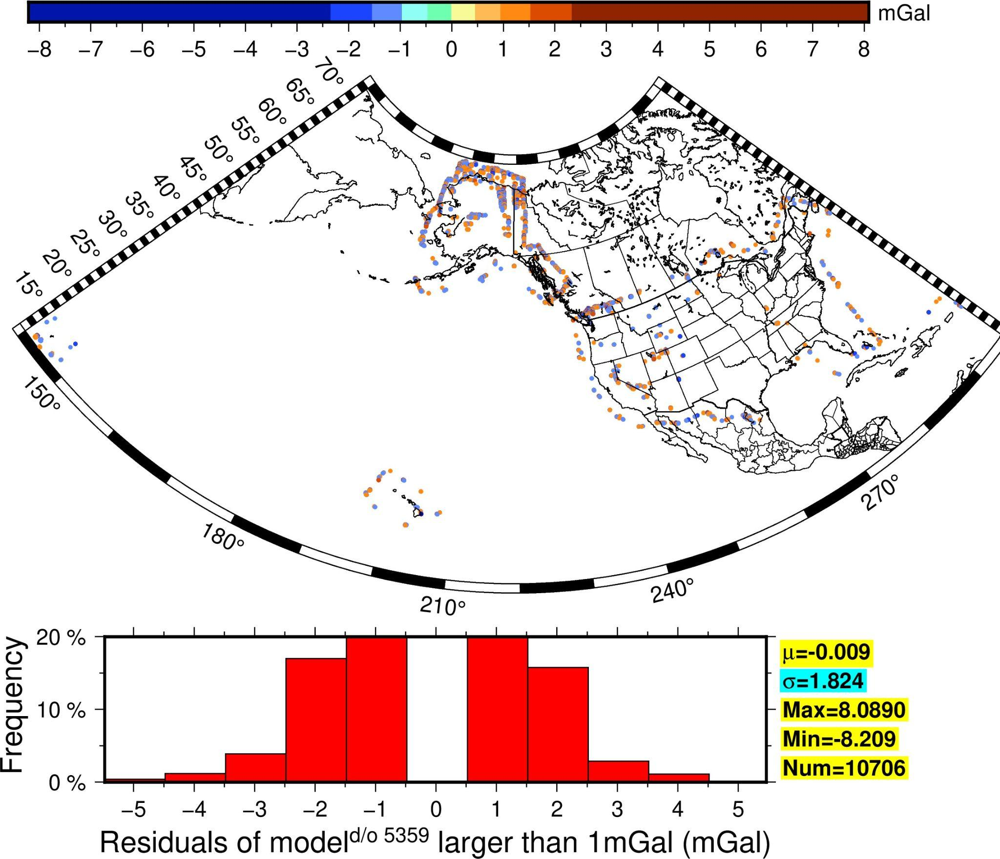 mGal
−8 −7 −6 −5 −4 −3 −2 −1 0 1 2 3 4 5 6 7 8
70°
65°
60°
55°
50°
45°
40°
35°
30°
25°
20°
15°
150°
180°
210°
240°
270°
Frequency
20 %
10 %
0 %
−5 −4 −3 −2 −1 0 1 2 3 4 5
Residuals of model^d/o 5359 larger than 1mGal (mGal)
μ=-0.009
σ=1.824
Max=8.0890
Min=-8.209
Num=10706